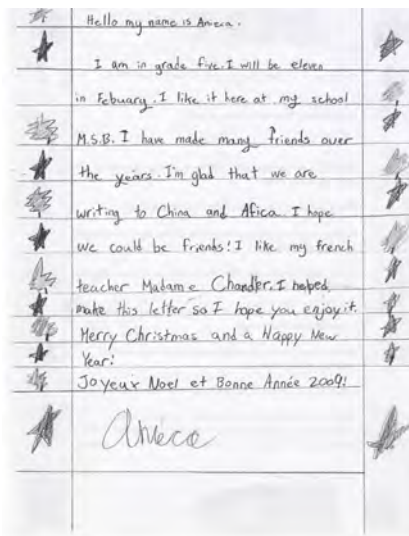 Hello my name is Anieca.
I am in grade five. I will be eleven
in Febuary. I like it here at my school
M.S.B. I have made many friends over
the years. I'm glad that we are
writing to China and Africa. I hope
we could be friends! I like my french
teacher Madame Chandler. I helped
make this letter so I hope you enjoy it.
Merry Christmas and a Happy New
Year!
Joyeux Noel et Bonne Année 2009!
Anieca